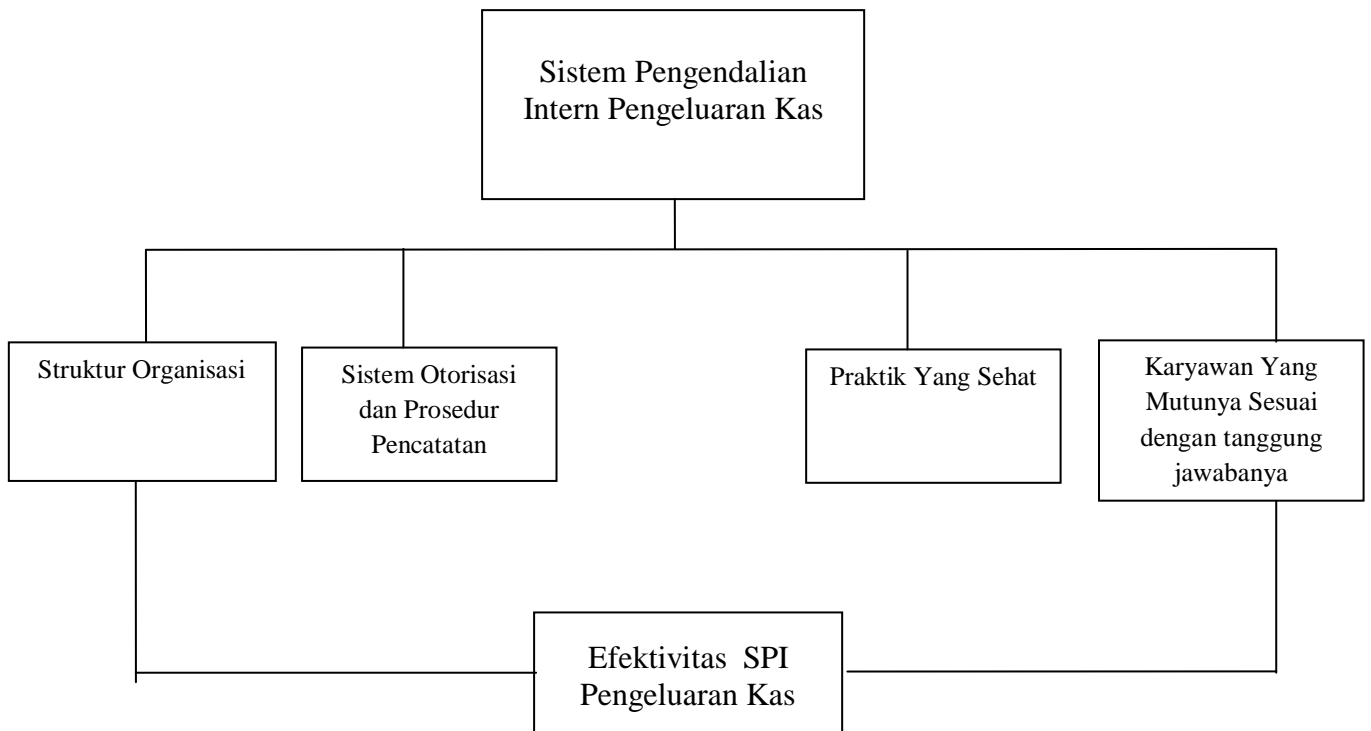 Sistem Pengendalian
Intern Pengeluaran Kas
Struktur Organisasi
Sistem Otorisasi
dan Prosedur
Pencatatan
Praktik Yang Sehat
Karyawan Yang
Mutunya Sesuai
dengan tanggung
jawabanya
Efektivitas SPI
Pengeluaran Kas